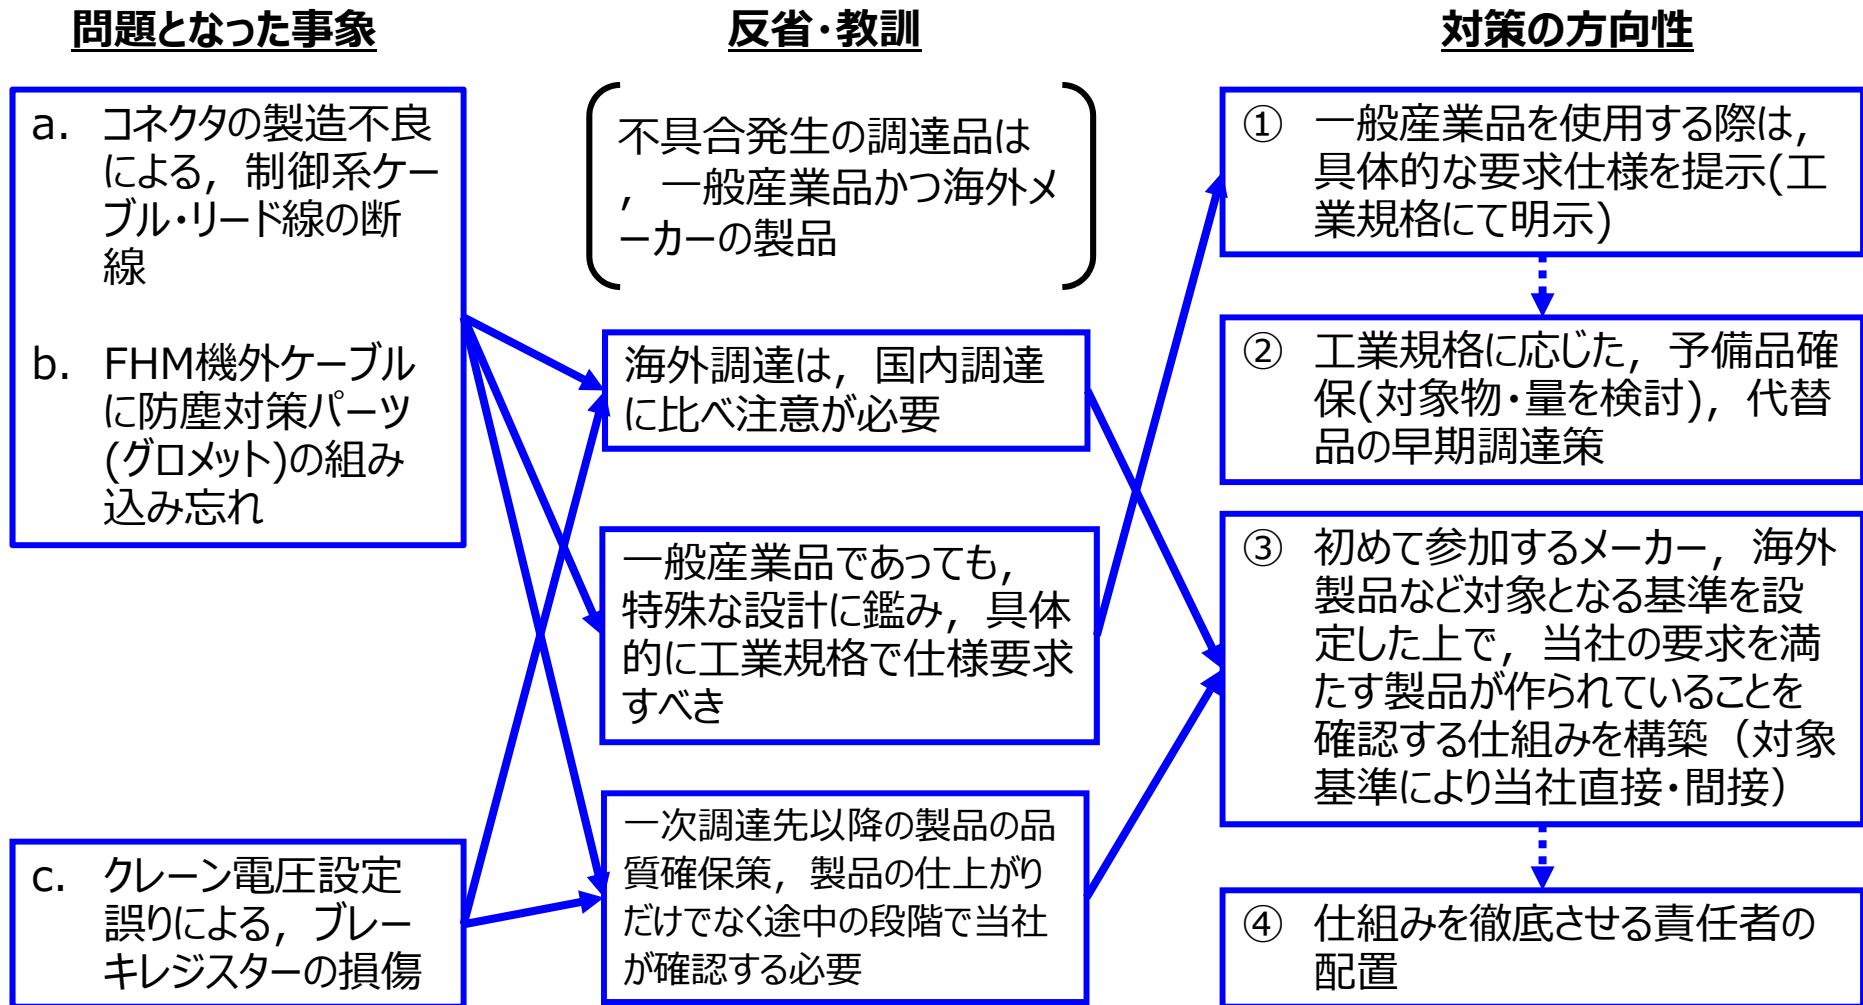 問題となった事象
反省・教訓
対策の方向性
a. コネクタの製造不良
による，制御系ケー
ブル・リード線の断
線
b. FHM機外ケーブル
に防塵対策パーツ
(グロメット)の組み
込み忘れ
c. クレーン電圧設定
誤りによる，ブレー
キレジスターの損傷
不具合発生の調達品は
，一般産業品かつ海外メ
ーカーの製品
海外調達は，国内調達
に比べ注意が必要
一般産業品であっても，
特殊な設計に鑑み，具体
的に工業規格で仕様要求
すべき
一次調達先以降の製品の品
質確保策，製品の仕上がり
だけでなく途中の段階で当社
が確認する必要
① 一般産業品を使用する際は，
具体的な要求仕様を提示(工
業規格にて明示)
② 工業規格に応じた，予備品確
保(対象物・量を検討)，代替
品の早期調達策
③ 初めて参加するメーカー，海外
製品など対象となる基準を設
定した上で，当社の要求を満
たす製品が作られていることを
確認する仕組みを構築（対象
基準により当社直接・間接）
④ 仕組みを徹底させる責任者の
配置